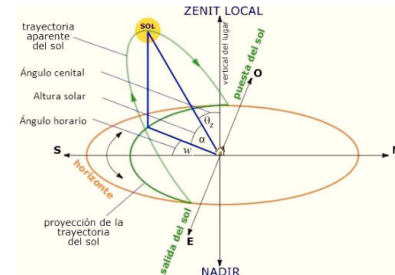 ZENIT LOCAL
trayectoria
aparente
del sol
SOL
vertical del lugar
puesta del sol
O
Ángulo cenital
Altura solar
Ángulo horario
θz
α
w
S
N
horizonte
proyección de la
trayectoria
del sol
salida del sol
E
NADIR